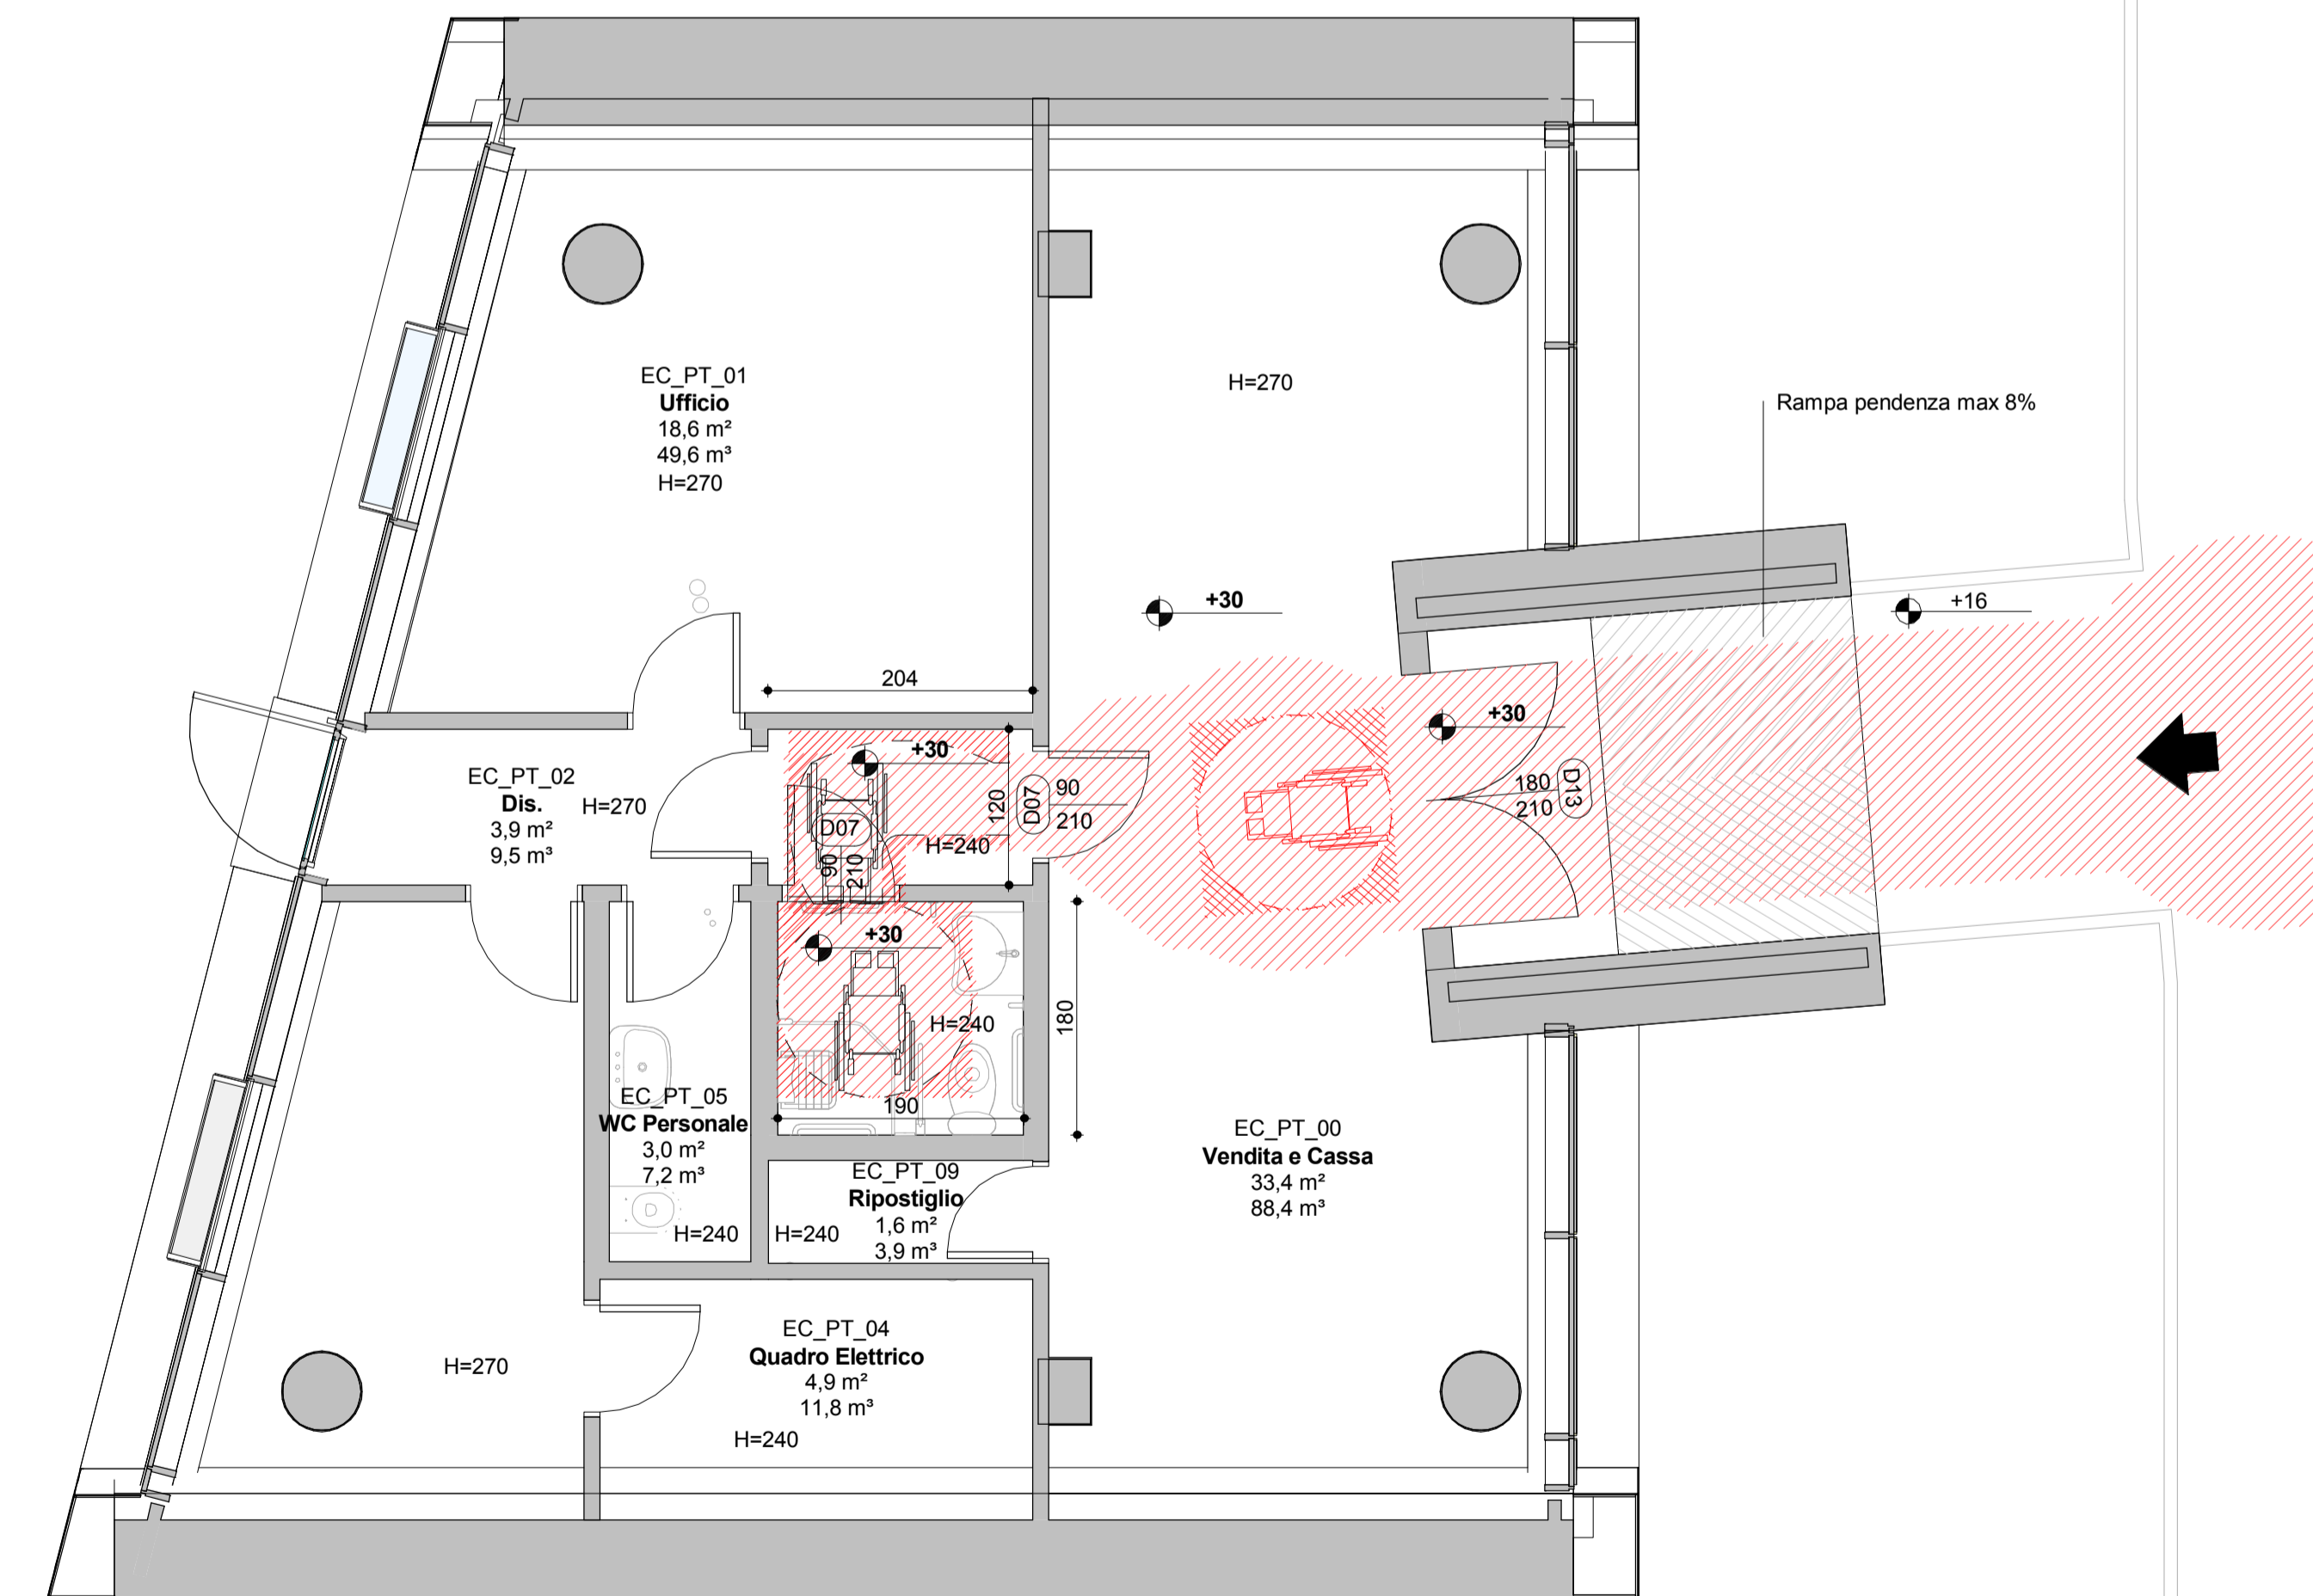 EC_PT_01
Ufficio
18,6 m²
49,6 m³
H=270
H=270
Rampa pendenza max 8%
+30
+16
204
+30
+30
EC_PT_02
Dis.
3,9 m²
9,5 m³
H=270
D07
90
210
120
D07
90
210
H=240
180
210
D13
+30
H=240
180
190
EC_PT_05
WC Personale
3,0 m²
7,2 m³
H=240
EC_PT_09
Ripostiglio
1,6 m²
3,9 m³
H=240
EC_PT_00
Vendita e Cassa
33,4 m²
88,4 m³
EC_PT_04
Quadro Elettrico
4,9 m²
11,8 m³
H=240
H=270